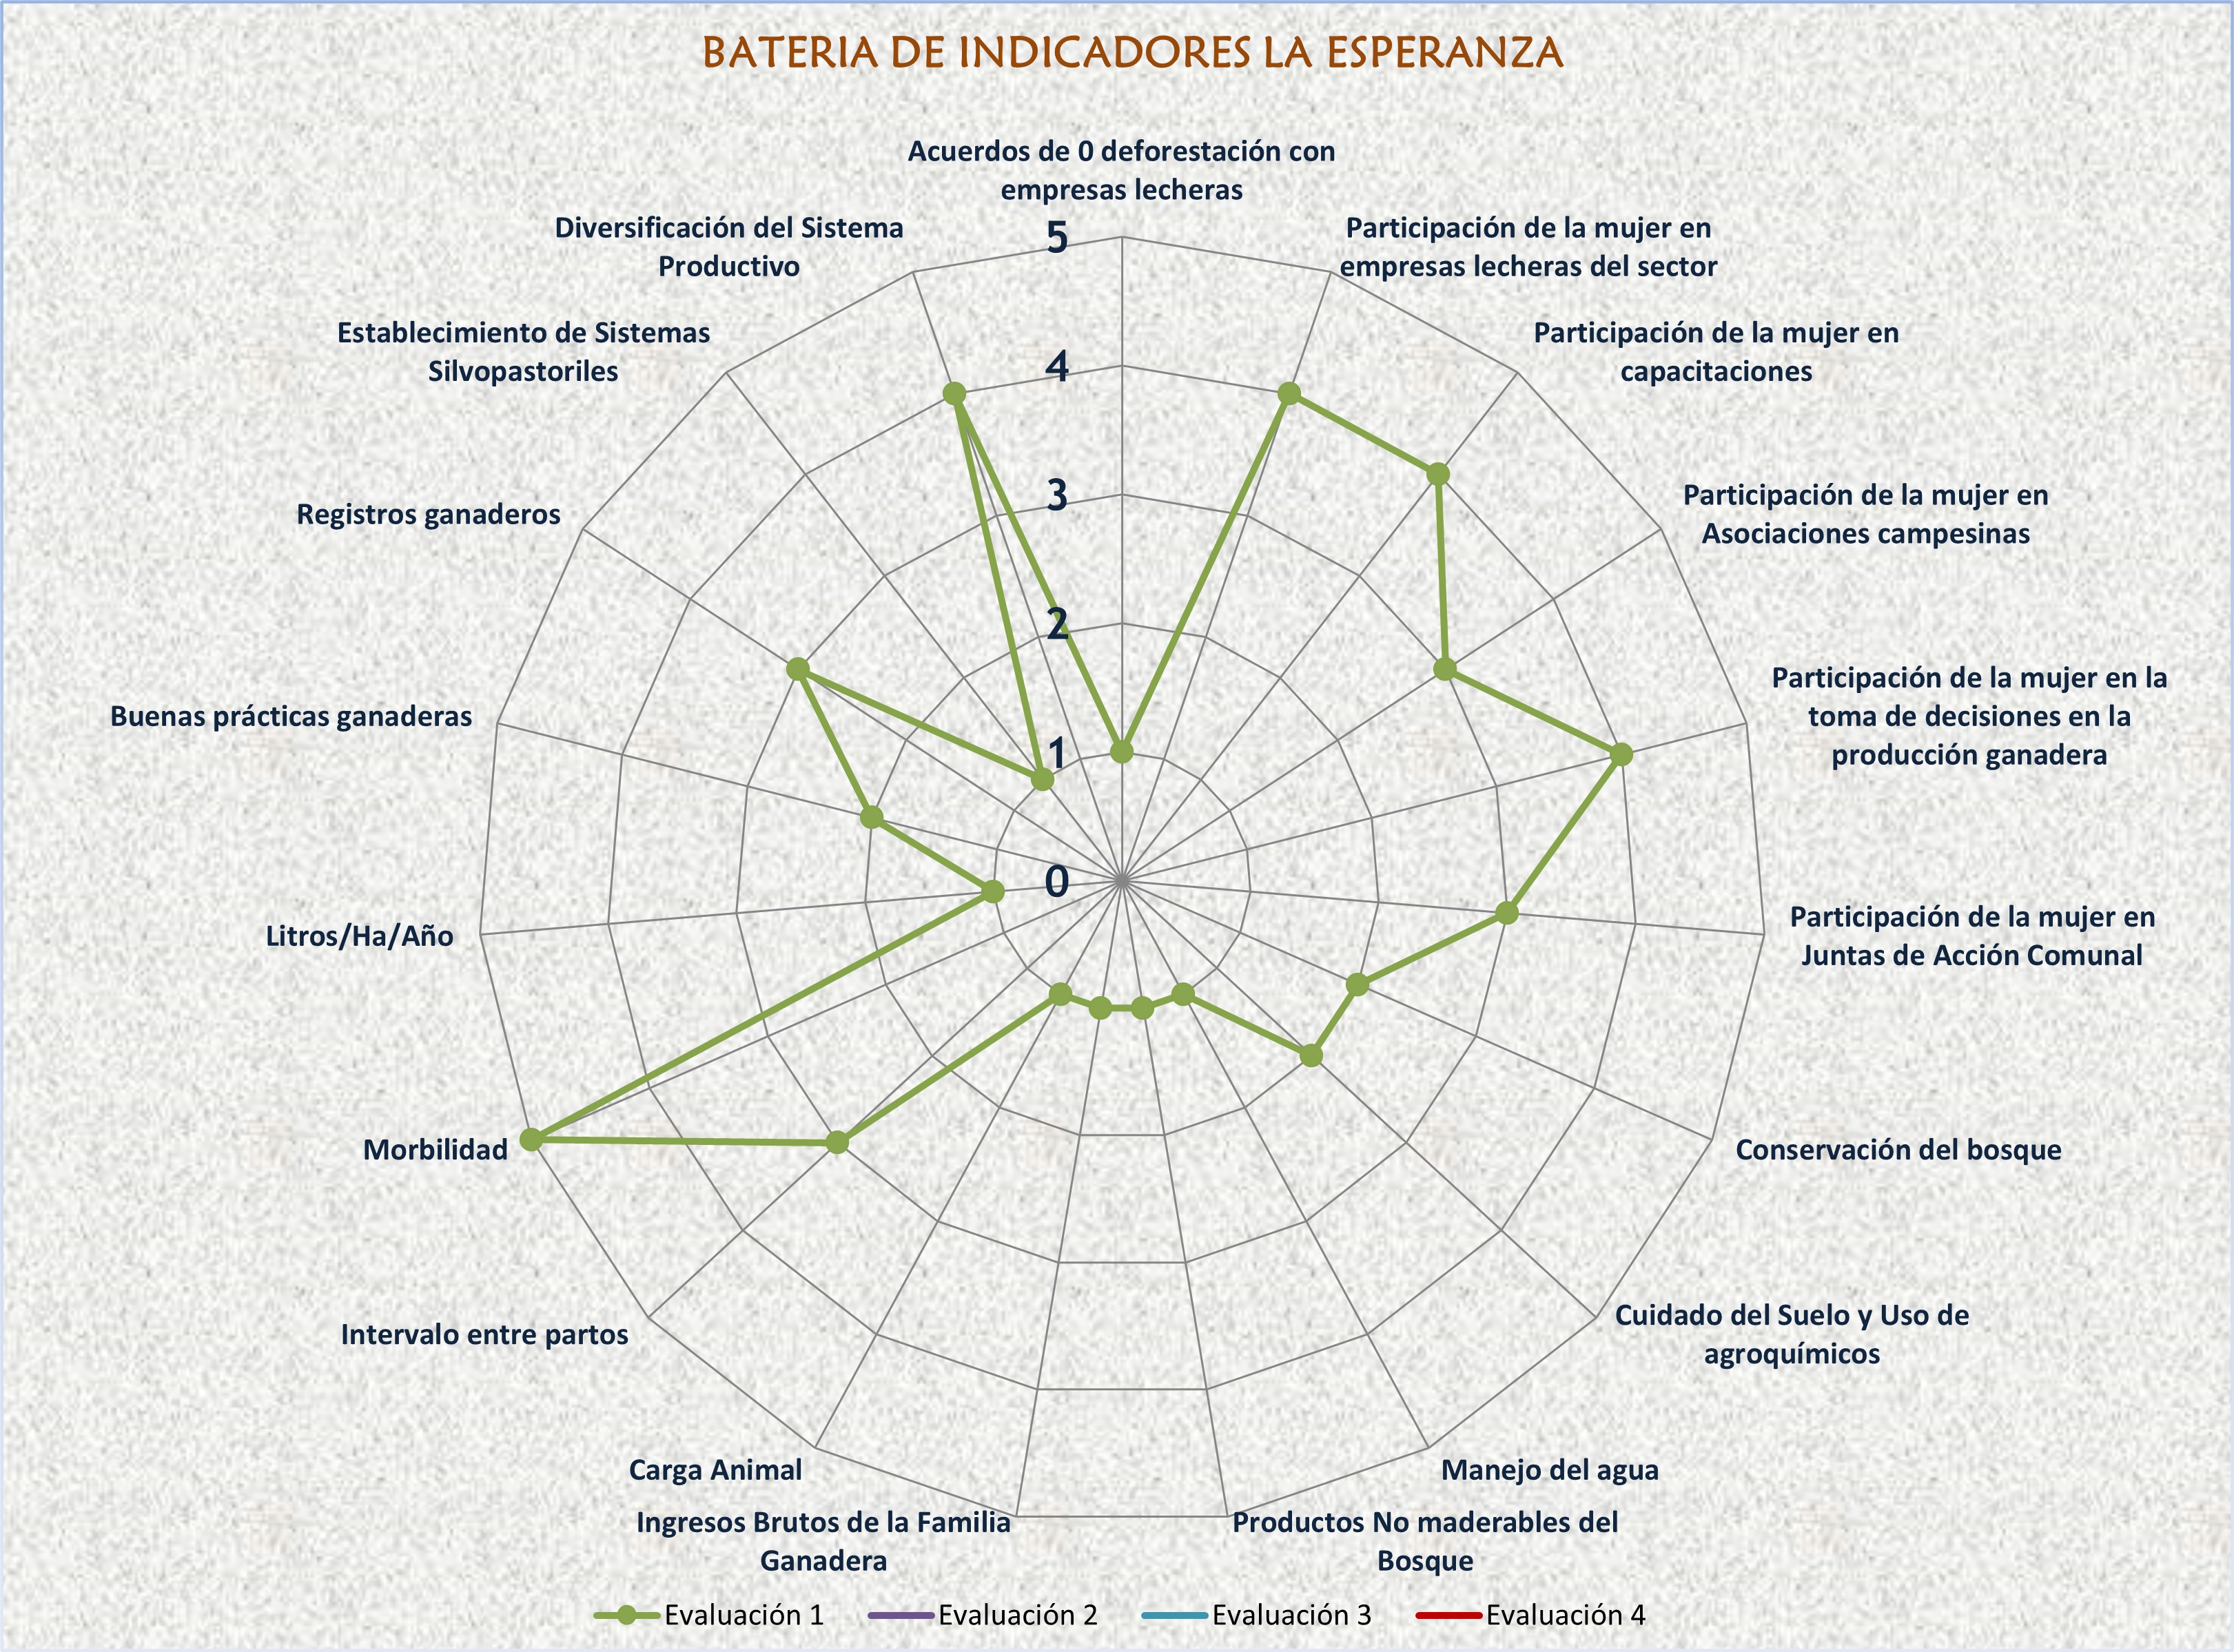 BATERIA DE INDICADORES LA ESPERANZA
Acuerdos de 0 deforestación con
empresas lecheras
Participación de la mujer en
empresas lecheras del sector
Participación de la mujer en
capacitaciones
Participación de la mujer en
Asociaciones campesinas
Participación de la mujer en la
toma de decisiones en la
producción ganadera
Participación de la mujer en
Juntas de Acción Comunal
Conservación del bosque
Cuidado del Suelo y Uso de
agroquímicos
Manejo del agua
Productos No maderables del
Bosque
Ingresos Brutos de la Familia
Ganadera
Carga Animal
Intervalo entre partos
Morbilidad
Litros/Ha/Año
Buenas prácticas ganaderas
Registros ganaderos
Establecimiento de Sistemas
Silvopastoriles
Diversificación del Sistema
Productivo
5
4
3
2
1
0
Evaluación 1
Evaluación 2
Evaluación 3
Evaluación 4